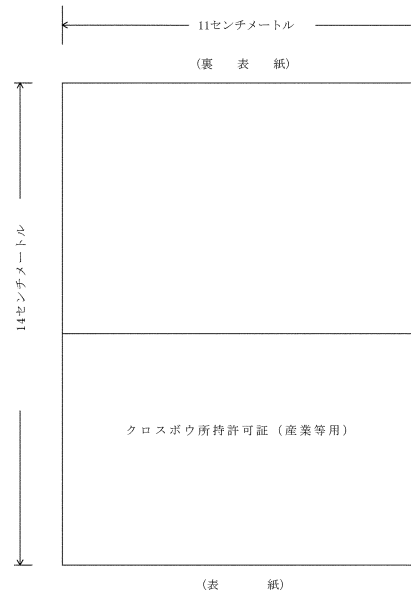 11センチメートル
(裏 表 紙)
14センチメートル
クロスボウ所持許可証(産業等用)
(表 紙)